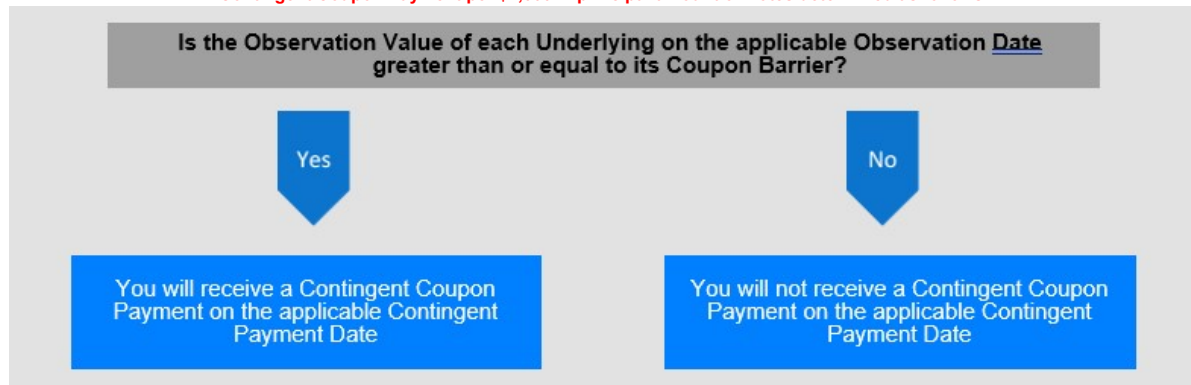 Is the Observation Value of each Underlying on the applicable Observation Date
greater than or equal to its Coupon Barrier?
Yes
No
You will receive a Contingent Coupon
Payment on the applicable Contingent
Payment Date
You will not receive a Contingent Coupon
Payment on the applicable Contingent
Payment Date